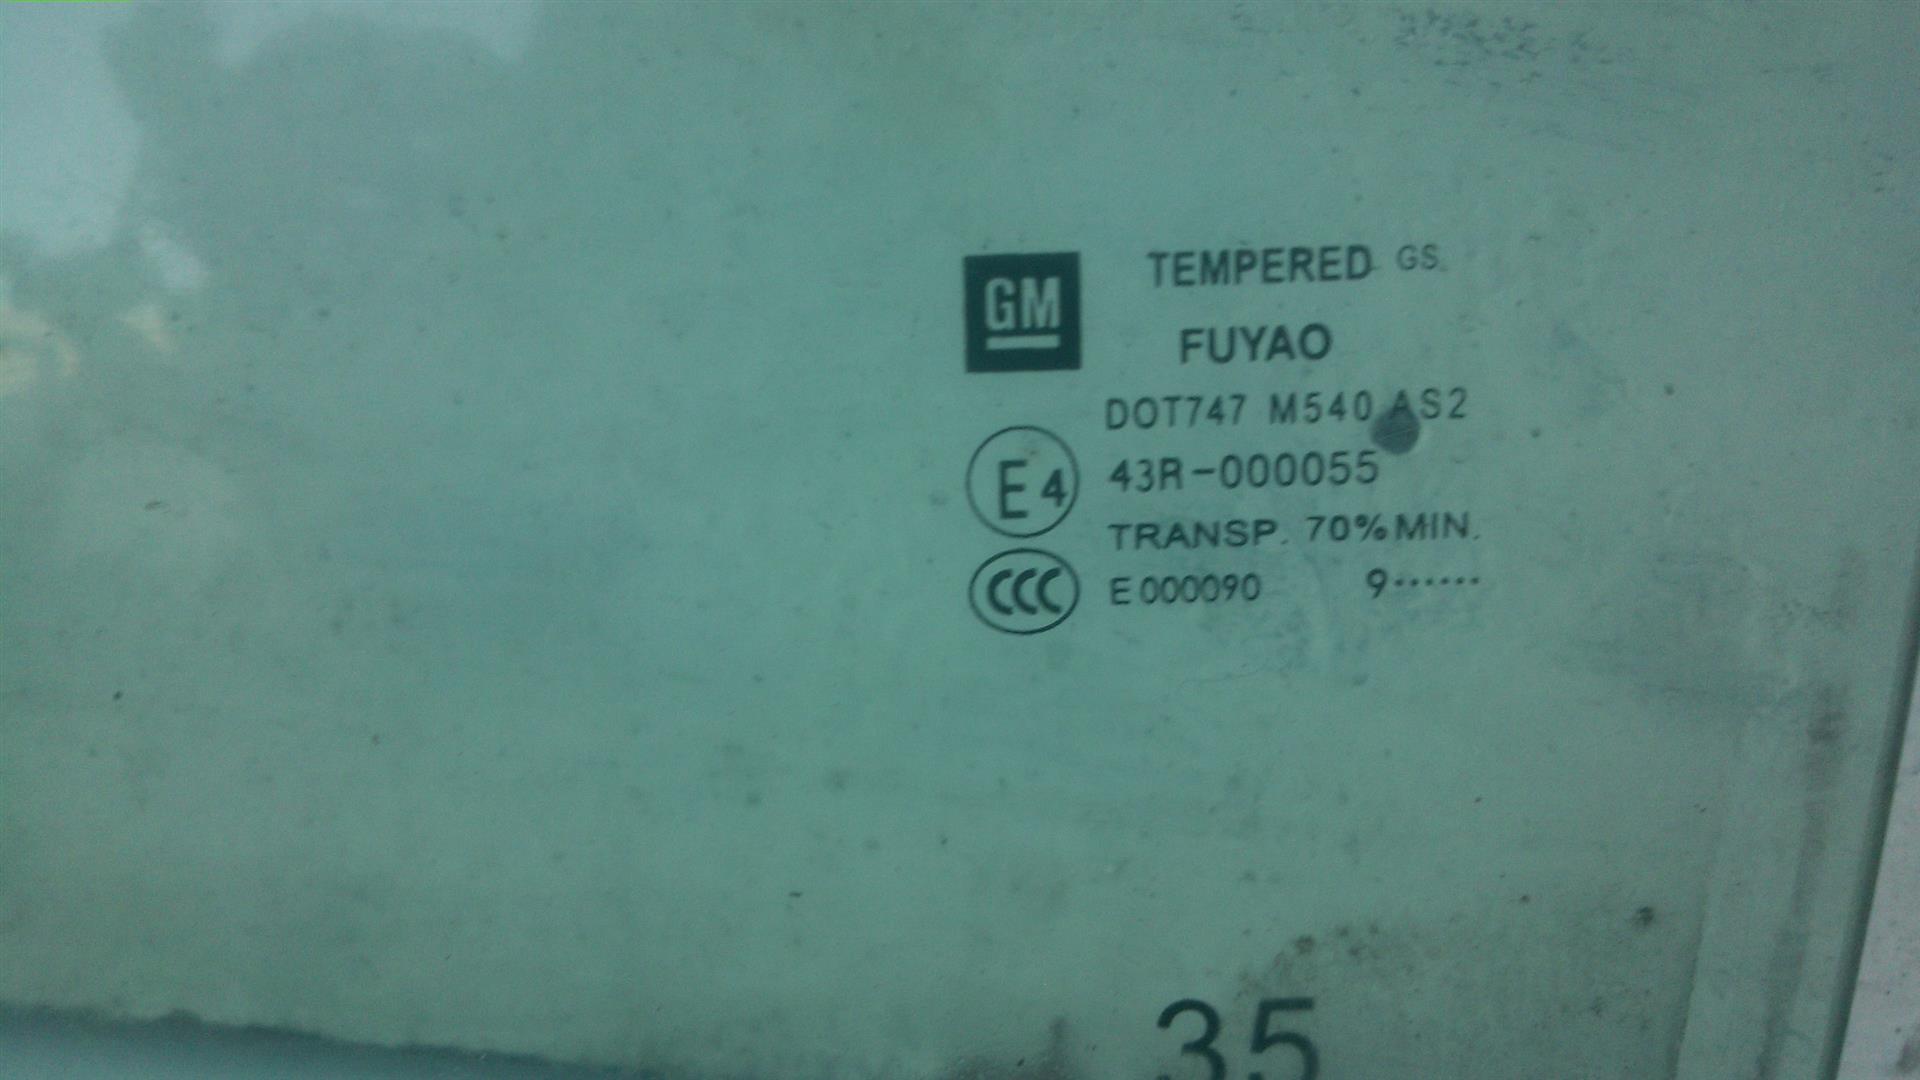 GM
TEMPERED GS
FUYAO
DOT747 M540 AS2
E4
43R-000055
TRANSP. 70% MIN.
CCC
E000090 9......
35